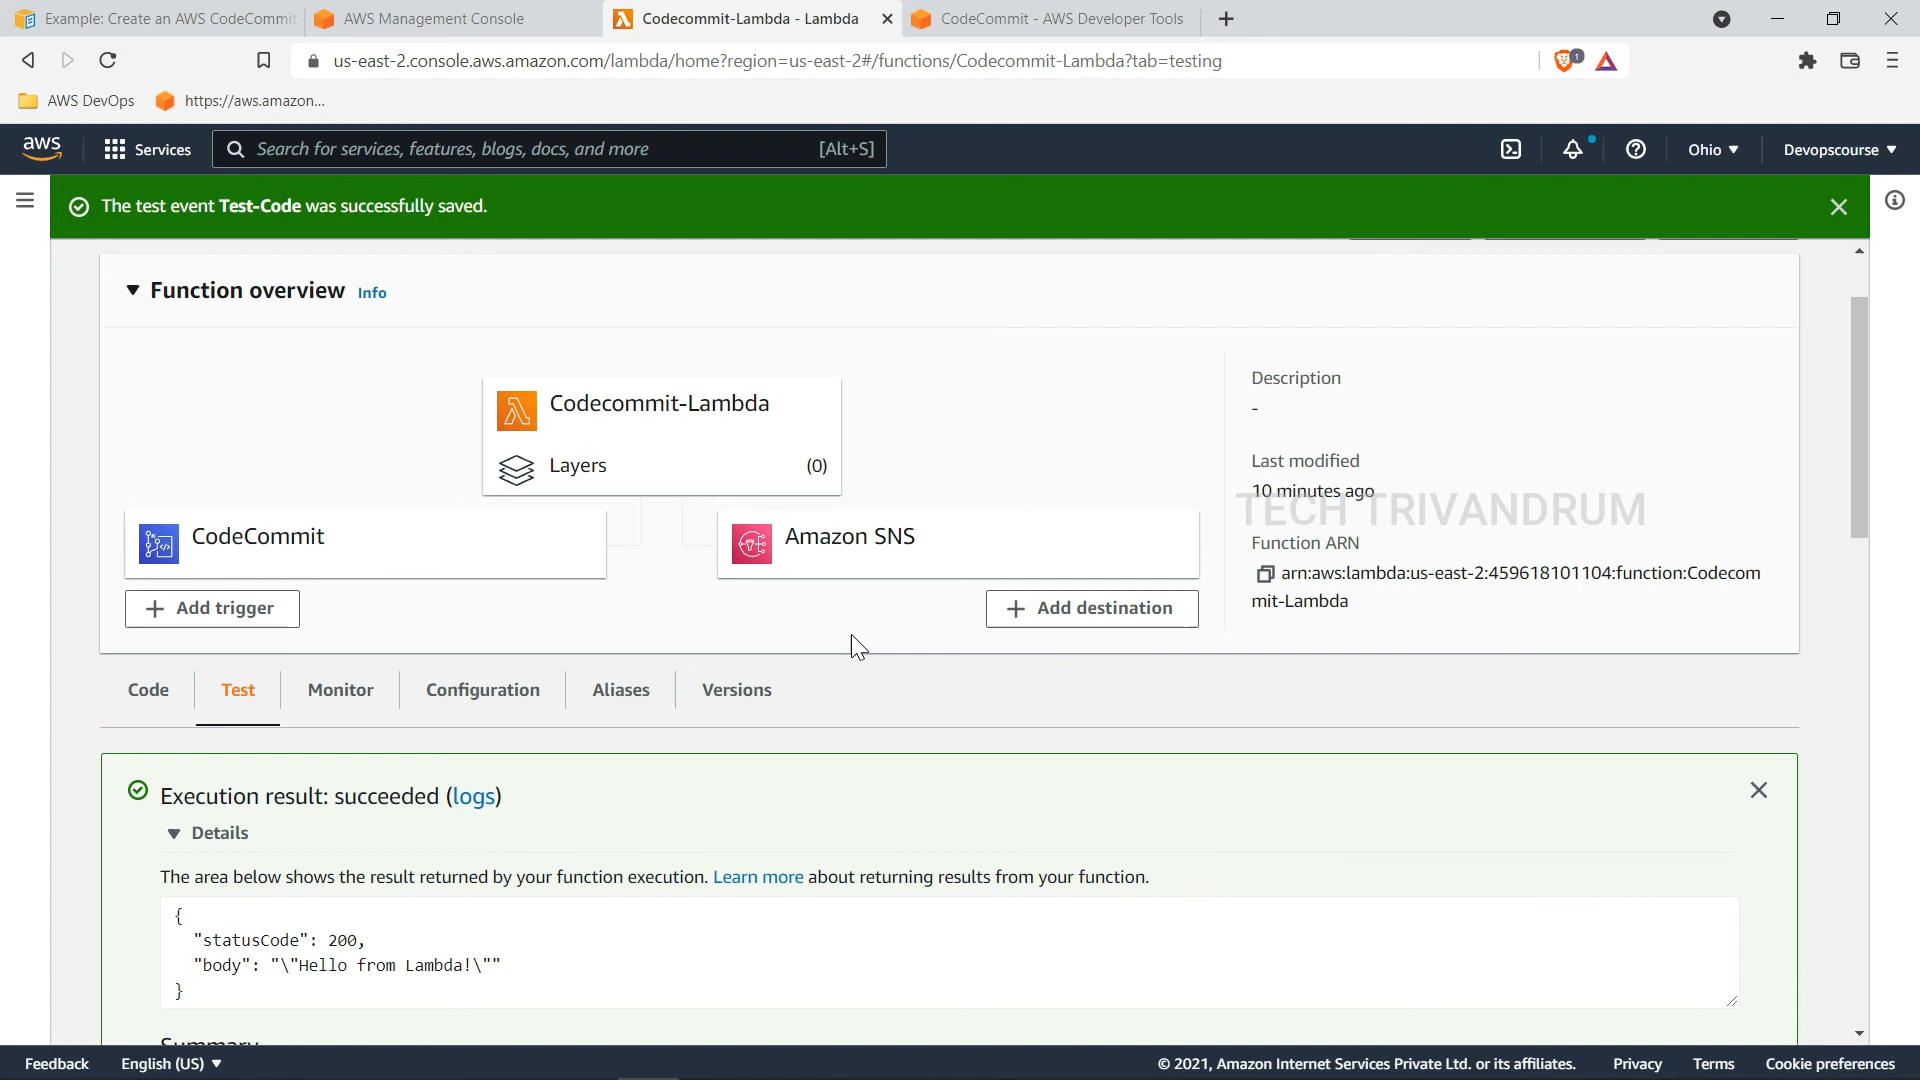 Example: Create an AWS CodeCommit
AWS Management Console
Codecommit-Lambda - Lambda
CodeCommit - AWS Developer Tools
us-east-2.console.aws.amazon.com/lambda/home?region=us-east-2#/functions/Codecommit-Lambda?tab=testing
1
AWS DevOps
https://aws.amazon...
aws
Services
Search for services, features, blogs, docs, and more
[Alt+S]
Ohio
Devopscourse
The test event Test-Code was successfully saved.
Function overview
Info
Codecommit-Lambda
Layers
(0)
CodeCommit
Amazon SNS
+ Add trigger
+ Add destination
Description
-
Last modified
10 minutes ago
TECH TRIVANDRUM
Function ARN
arn:aws:lambda:us-east-2:459618101104:function:Codecom
mit-Lambda
Code
Test
Monitor
Configuration
Aliases
Versions
Execution result: succeeded (logs)
Details
The area below shows the result returned by your function execution. Learn more about returning results from your function.
{
"statusCode": 200,
"body": "\"Hello from Lambda!\""
}
Summary
Feedback
English (US)
© 2021, Amazon Internet Services Private Ltd. or its affiliates.
Privacy
Terms
Cookie preferences